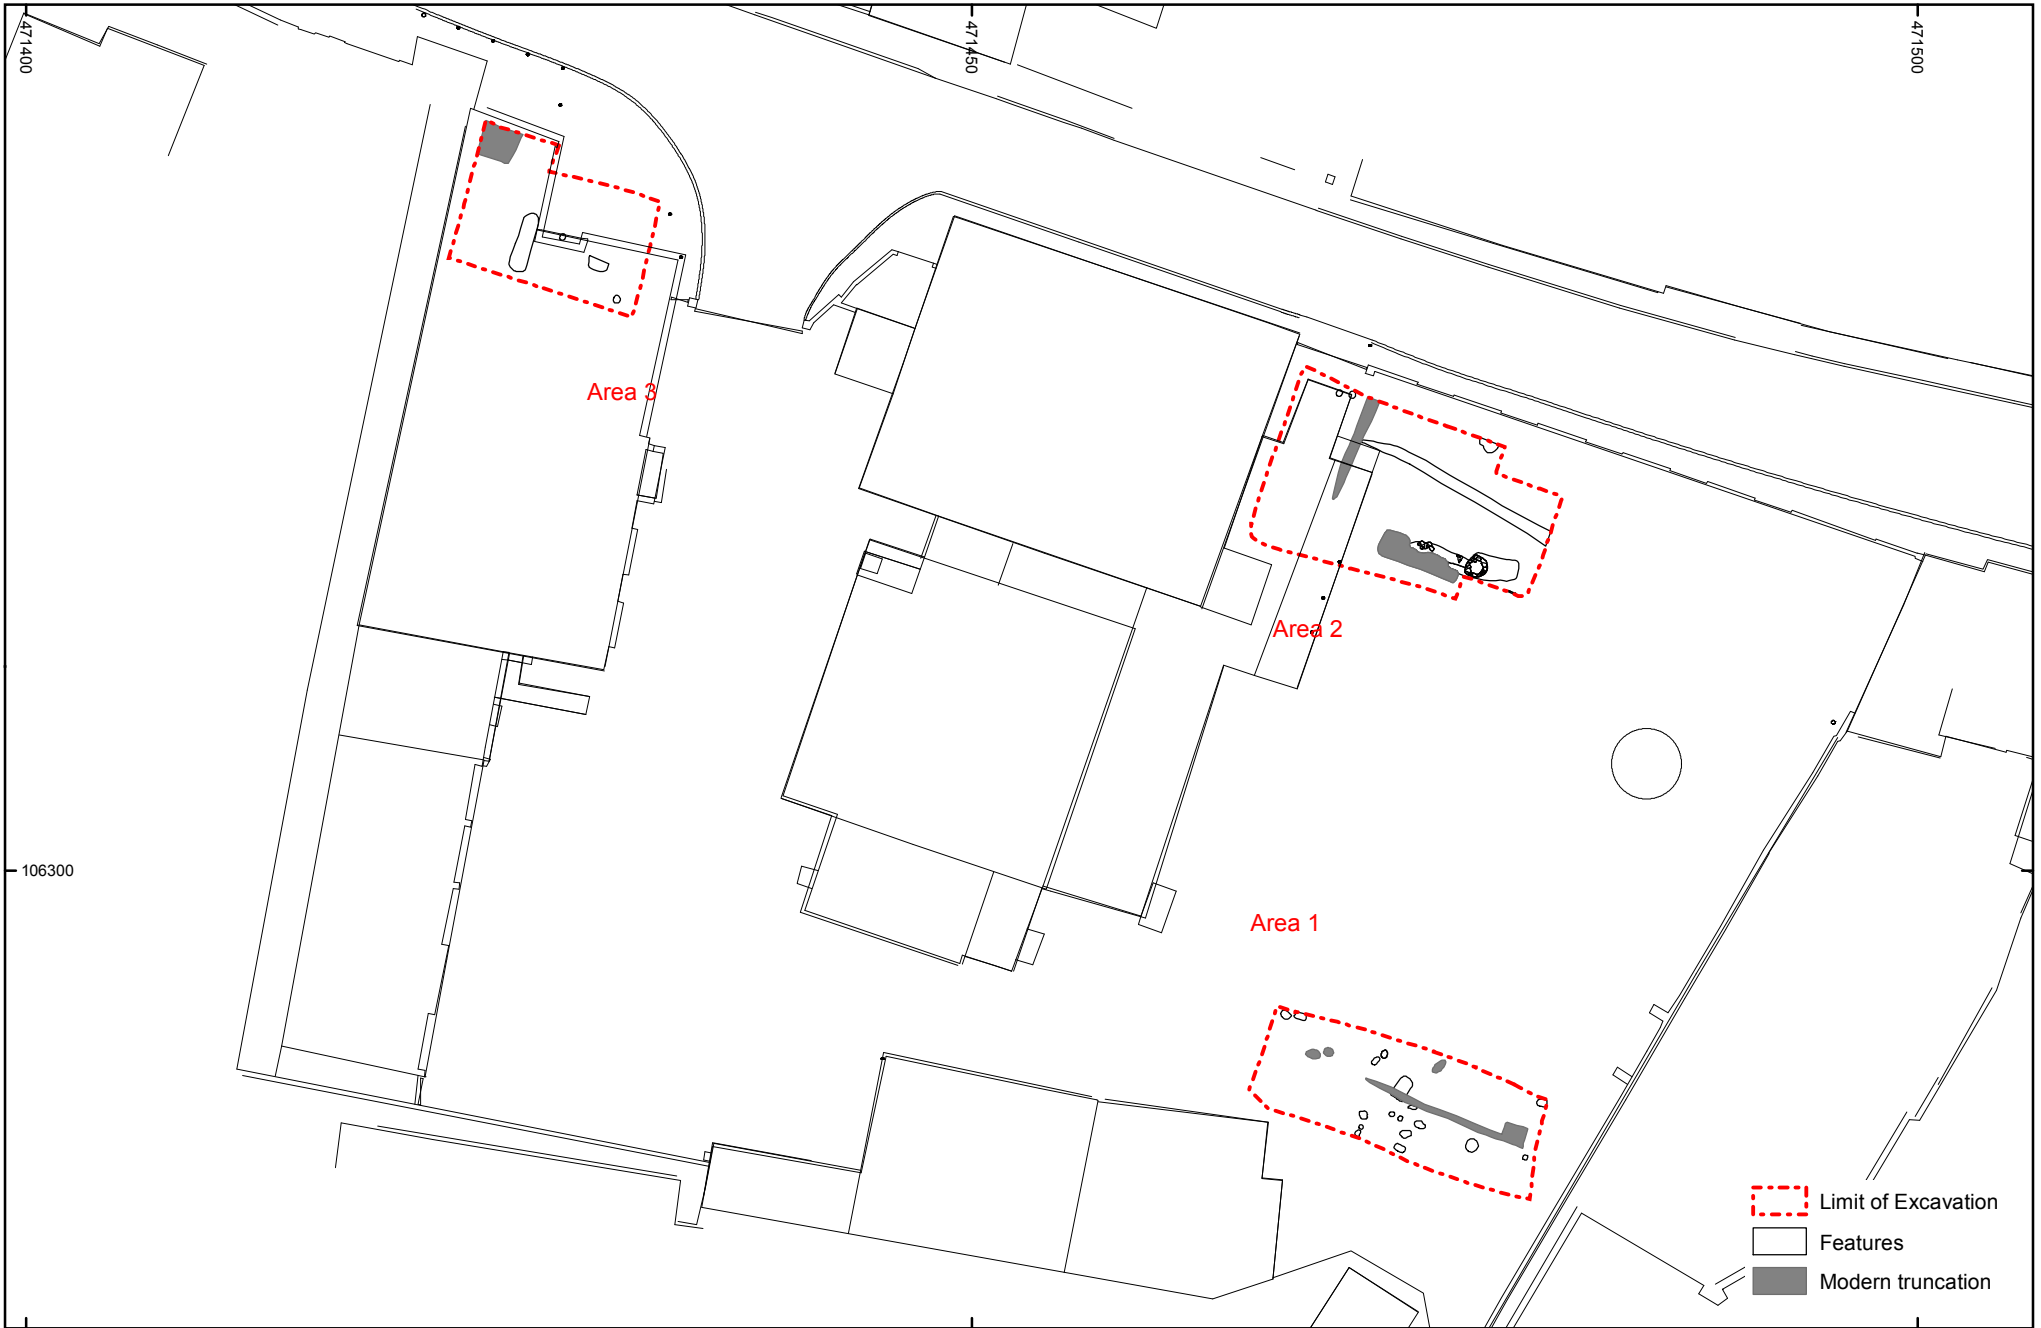 471400
471450
471500
Area 3
Area 2
106300
Area 1
Limit of Excavation
Features
Modern truncation